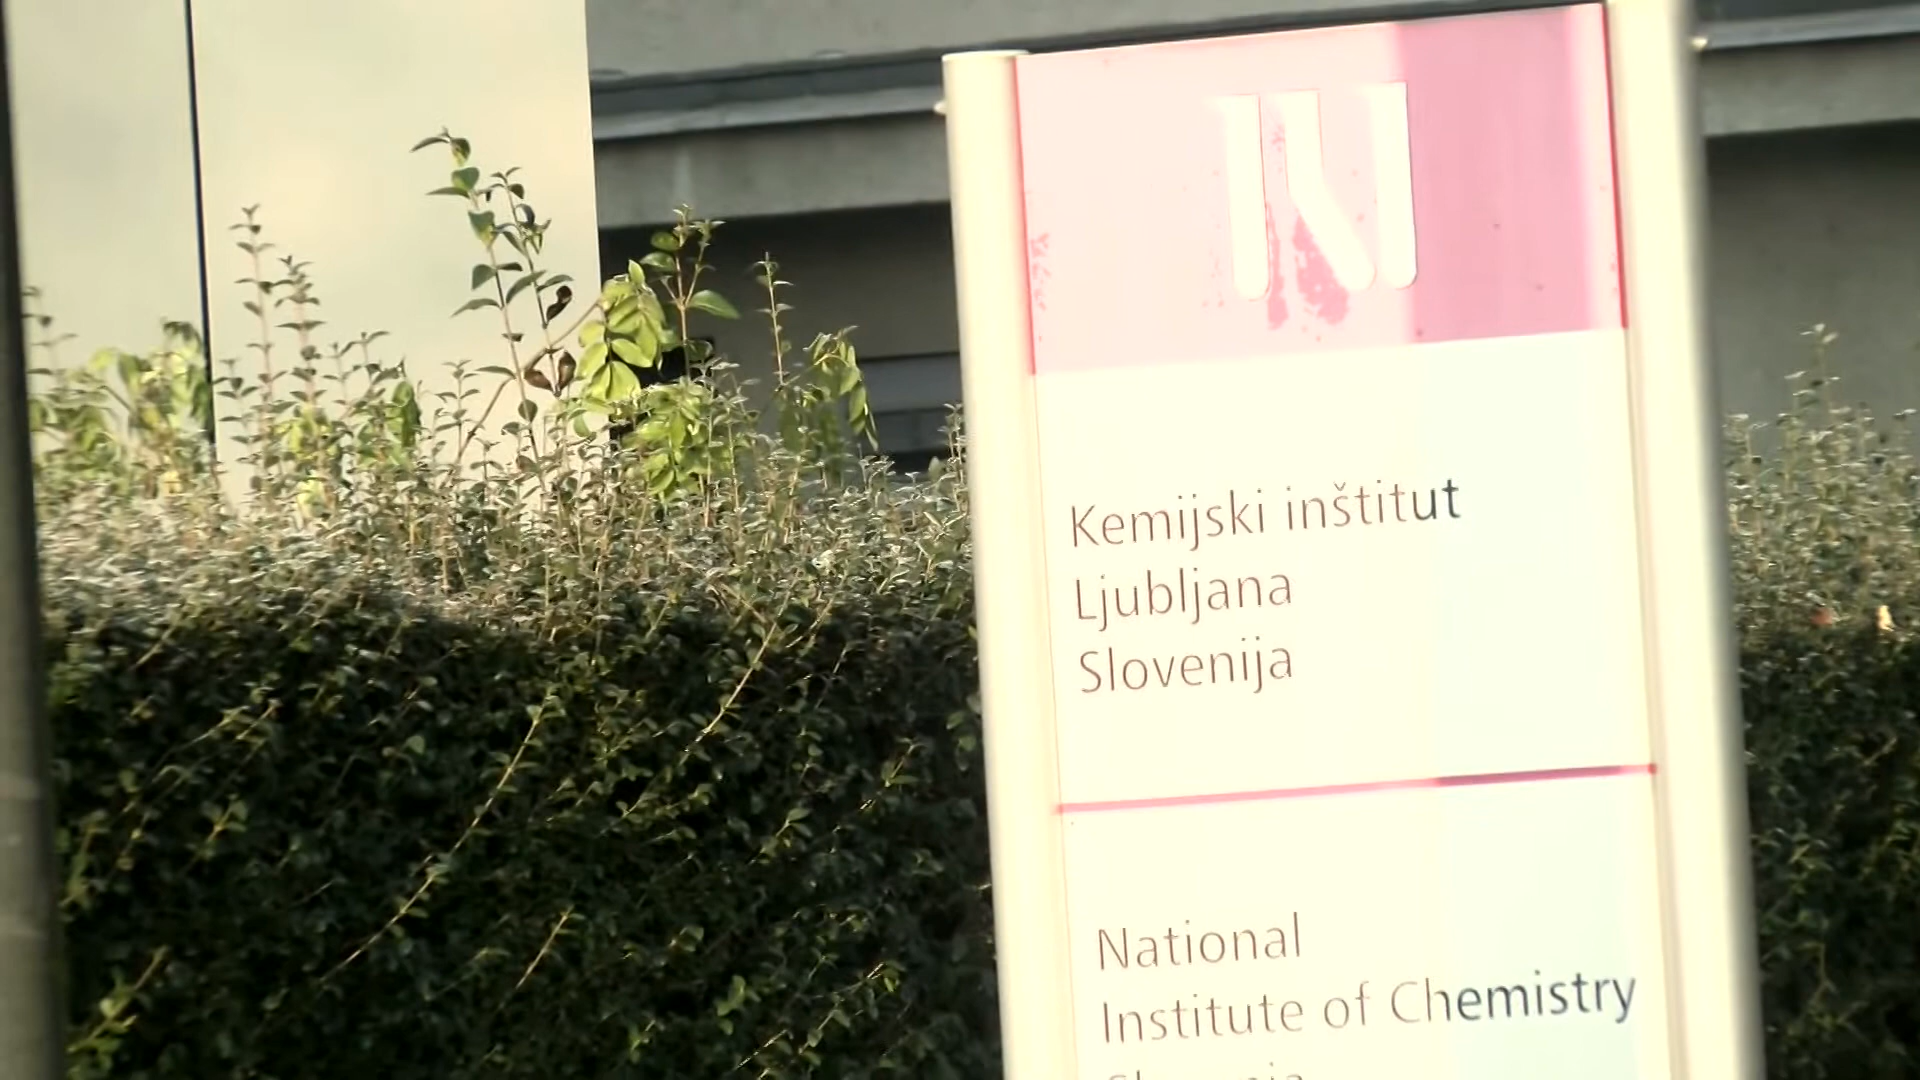 Kemijski inštitut
Ljubljana
Slovenija
National
Institute of Chemistry